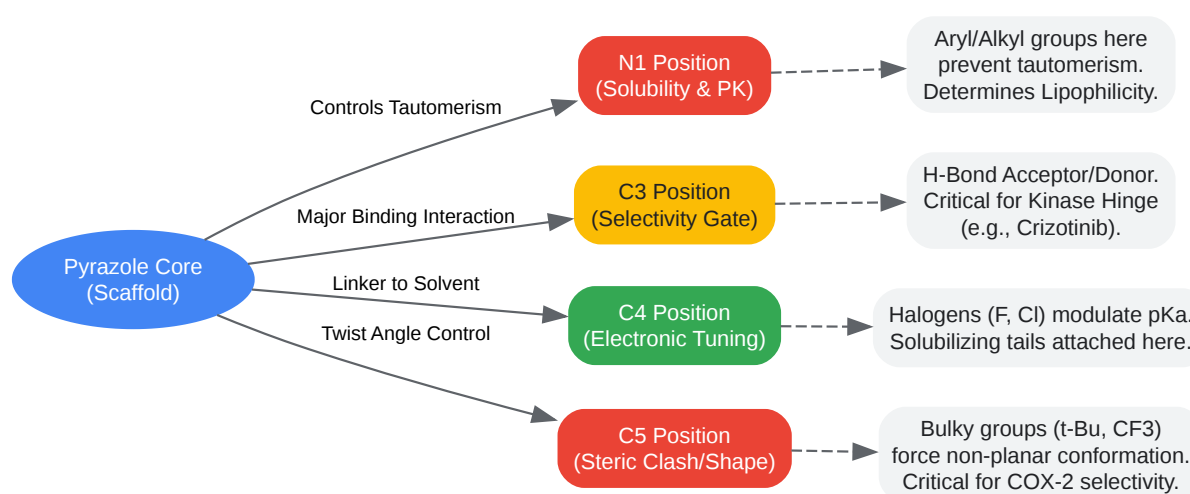 Pyrazole Core
(Scaffold)
Controls Tautomerism
N1 Position
(Solubility & PK)
Aryl/Alkyl groups here
prevent tautomerism.
Determines Lipophilicity.
Major Binding Interaction
C3 Position
(Selectivity Gate)
H-Bond Acceptor/Donor.
Critical for Kinase Hinge
(e.g., Crizotinib).
Linker to Solvent
C4 Position
(Electronic Tuning)
Halogens (F, Cl) modulate pKa.
Solubilizing tails attached here.
Twist Angle Control
C5 Position
(Steric Clash/Shape)
Bulky groups (t-Bu, CF3)
force non-planar conformation.
Critical for COX-2 selectivity.